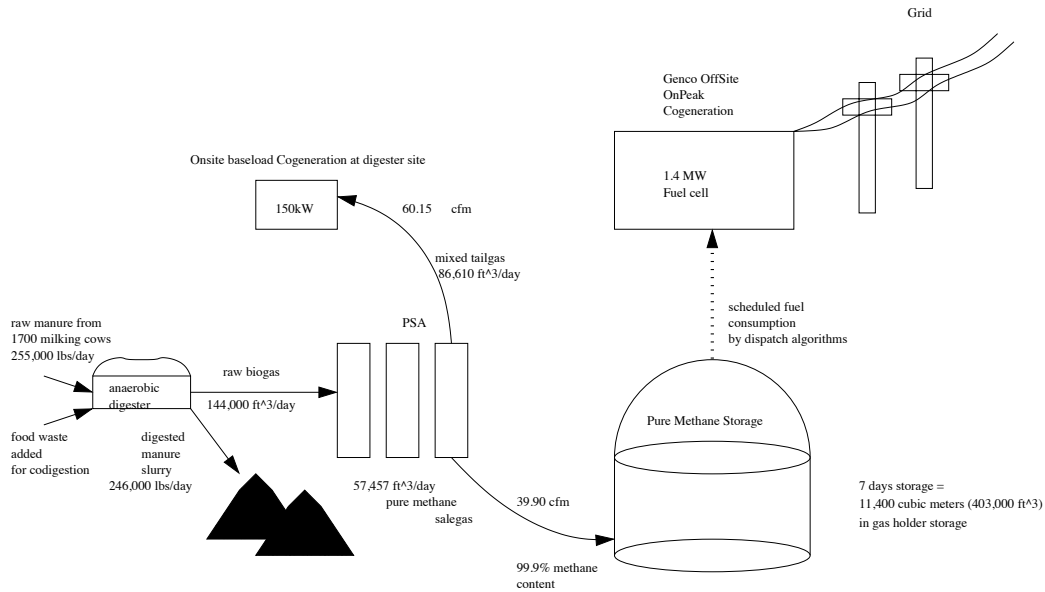 Grid
Genco OffSite
OnPeak
Cogeneration
1.4 MW
Fuel cell
Onsite baseload Cogeneration at digester site
150kW
60.15 cfm
mixed tailgas
86,610 ft^3/day
scheduled fuel
consumption
by dispatch algorithms
PSA
raw manure from
1700 milking cows
255,000 lbs/day
raw biogas
144,000 ft^3/day
anaerobic
digester
food waste
added
for codigestion
digested
manure
slurry
246,000 lbs/day
57,457 ft^3/day
pure methane
salegas
39.90 cfm
99.9% methane
content
Pure Methane Storage
7 days storage =
11,400 cubic meters (403,000 ft^3)
in gas holder storage